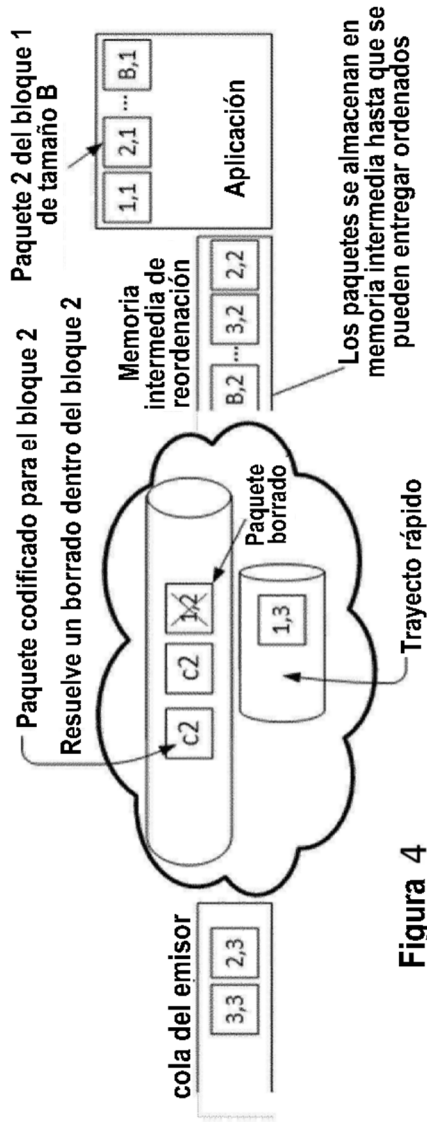 Paquete codificado para el bloque 2
Resuelve un borrado dentro del bloque 2
Paquete 2 del bloque 1
de tamaño B
cola del emisor
3,3
2,3
c2
c2
1,2
Paquete
borrado
1,3
Trayecto rápido
Memoria
intermedia de
reordenación
B,2
...
3,2
2,2
1,1
2,1
...
B,1
Aplicación
Los paquetes se almacenan en
memoria intermedia hasta que se
pueden entregar ordenados
Figura 4